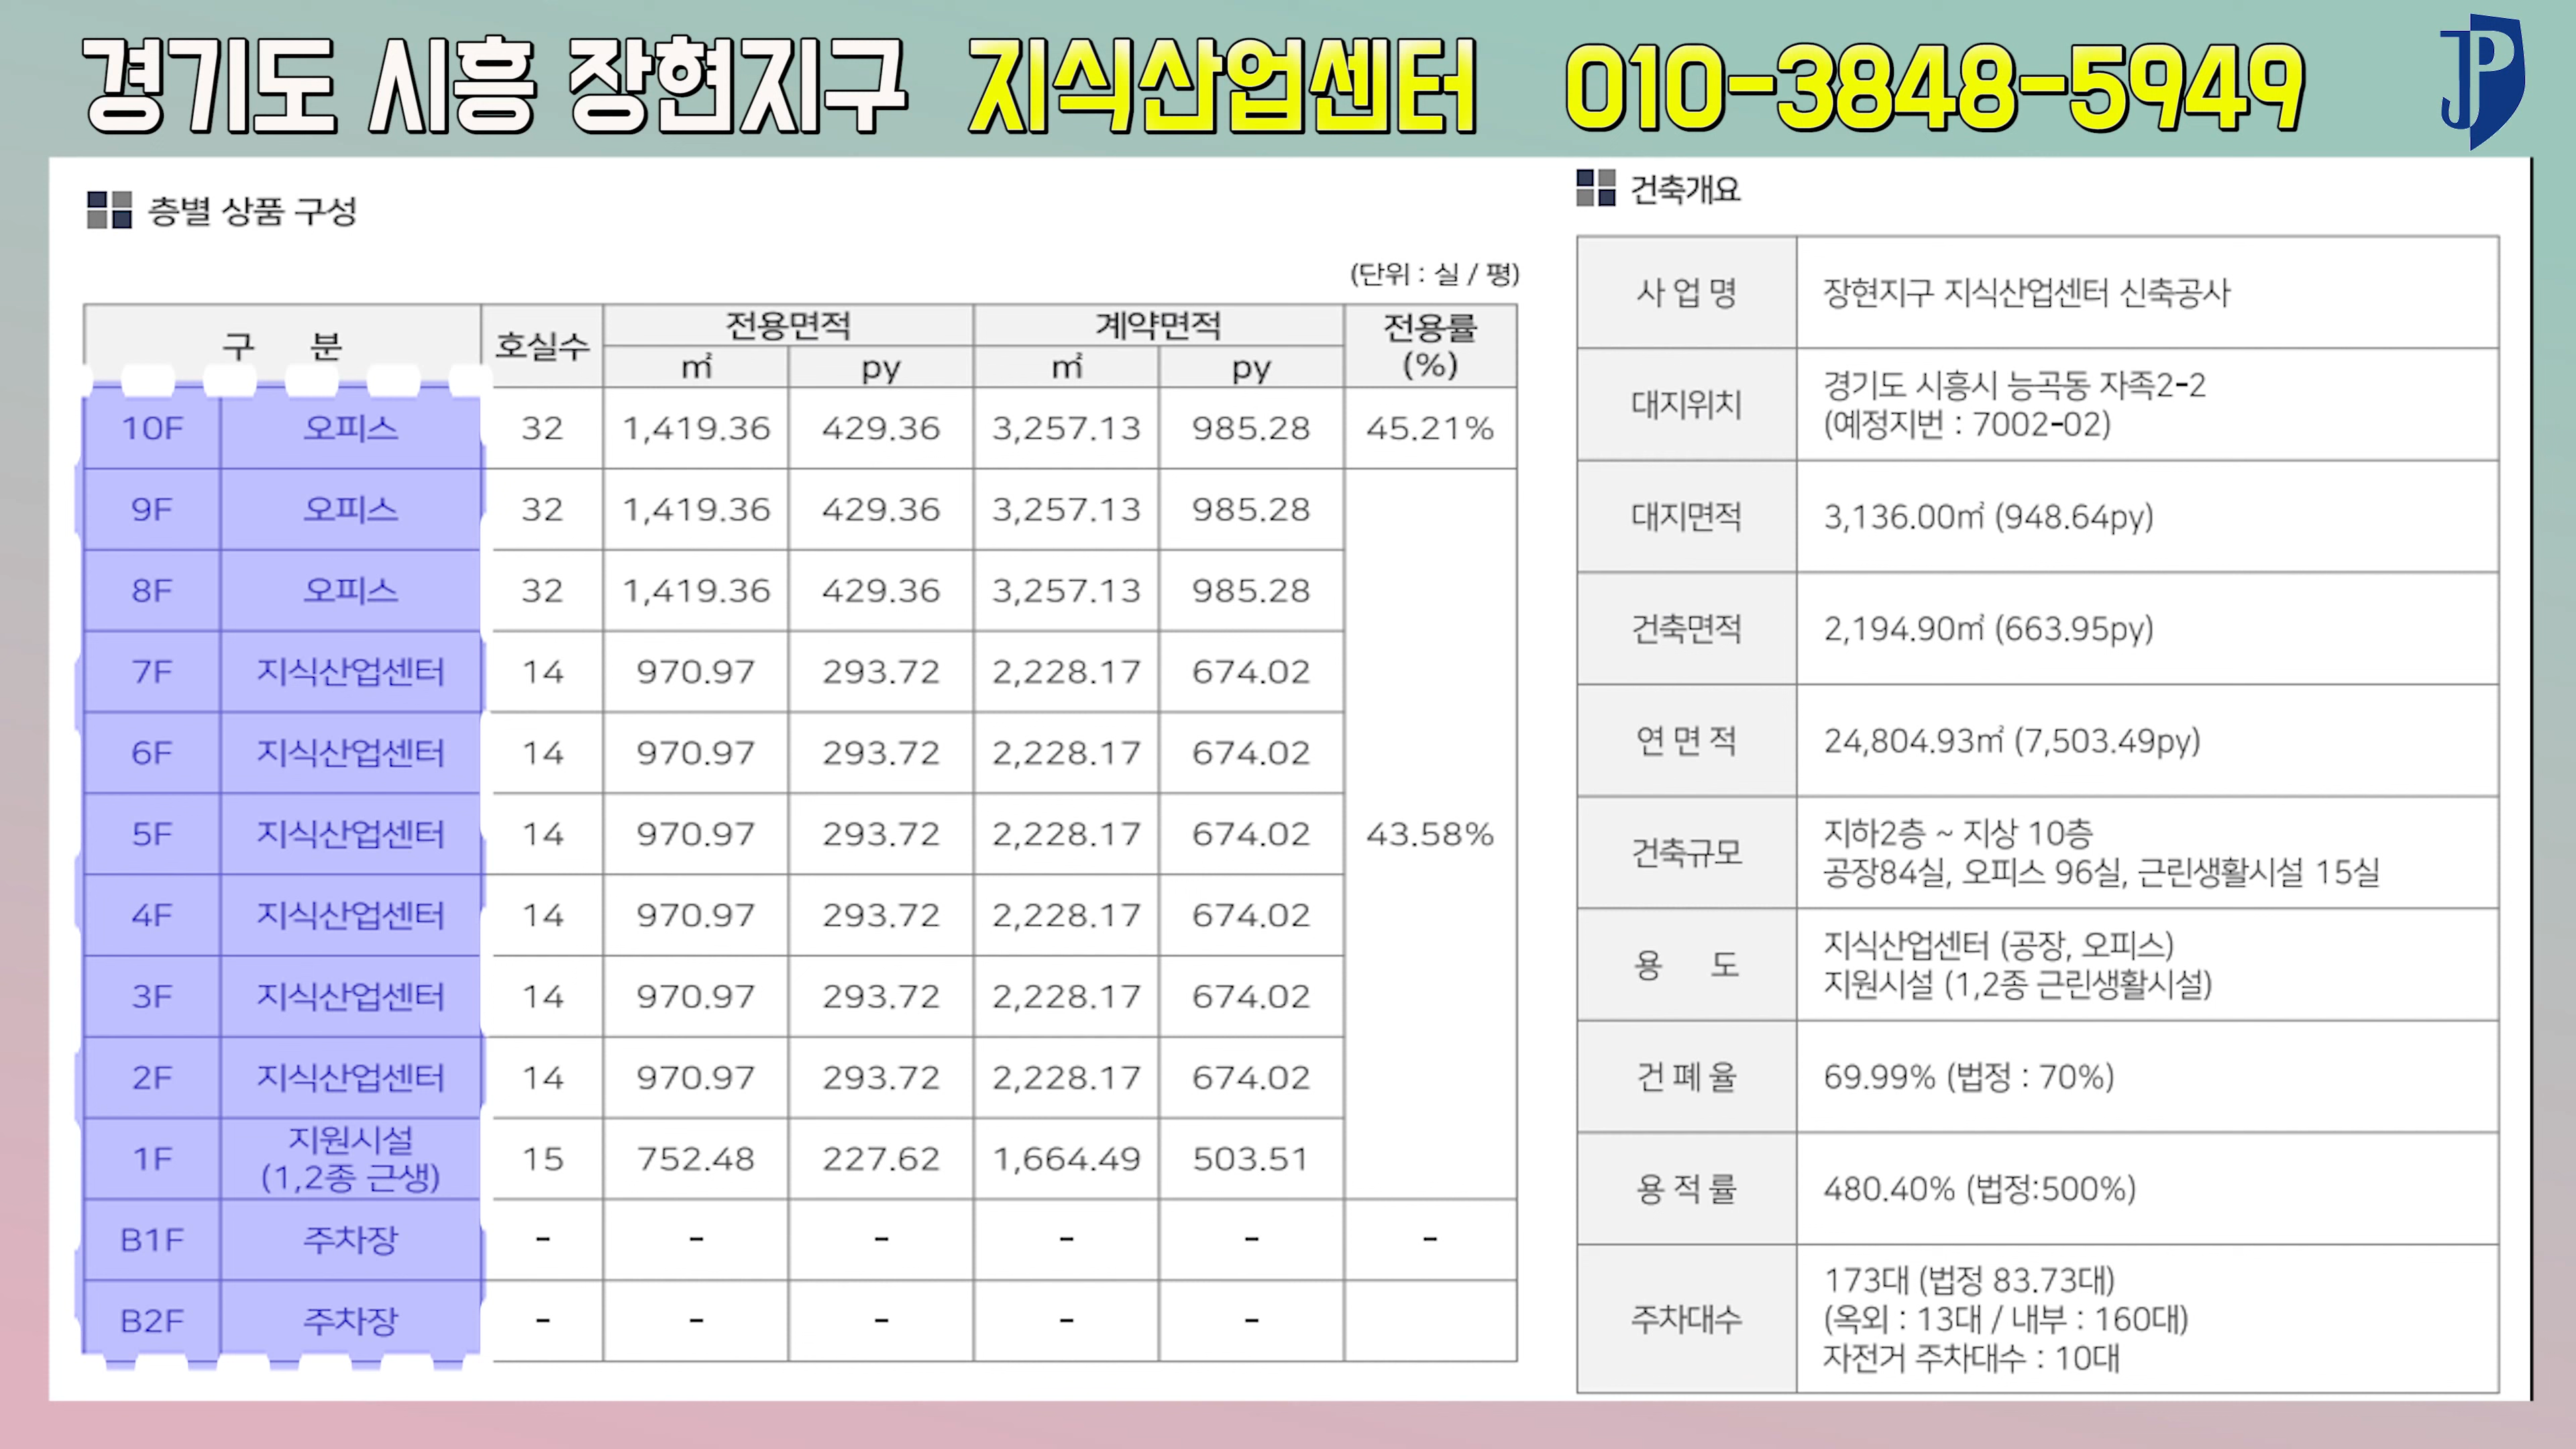 경기도 시흥 장현지구 지식산업센터 010-3848-5949
JP
층별 상품 구성
(단위 : 실 / 평)
구 분 호실수 전용면적 계약면적 전용률 (%)
㎡ py ㎡ py
10F 오피스 32 1,419.36 429.36 3,257.13 985.28 45.21%
9F 오피스 32 1,419.36 429.36 3,257.13 985.28
8F 오피스 32 1,419.36 429.36 3,257.13 985.28
7F 지식산업센터 14 970.97 293.72 2,228.17 674.02
6F 지식산업센터 14 970.97 293.72 2,228.17 674.02
5F 지식산업센터 14 970.97 293.72 2,228.17 674.02 43.58%
4F 지식산업센터 14 970.97 293.72 2,228.17 674.02
3F 지식산업센터 14 970.97 293.72 2,228.17 674.02
2F 지식산업센터 14 970.97 293.72 2,228.17 674.02
1F 지원시설 (1,2종 근생) 15 752.48 227.62 1,664.49 503.51
B1F 주차장 - - - - - -
B2F 주차장 - - - - -
건축개요
사 업 명 장현지구 지식산업센터 신축공사
대지위치 경기도 시흥시 능곡동 자족2-2
(예정지번 : 7002-02)
대지면적 3,136.00㎡ (948.64py)
건축면적 2,194.90㎡ (663.95py)
연 면 적 24,804.93㎡ (7,503.49py)
건축규모 지하2층 ~ 지상 10층
공장84실, 오피스 96실, 근린생활시설 15실
용 도 지식산업센터 (공장, 오피스)
지원시설 (1,2종 근린생활시설)
건 폐 율 69.99% (법정 : 70%)
용 적 률 480.40% (법정:500%)
주차대수 173대 (법정 83.73대)
(옥외 : 13대 / 내부 : 160대)
자전거 주차대수 : 10대